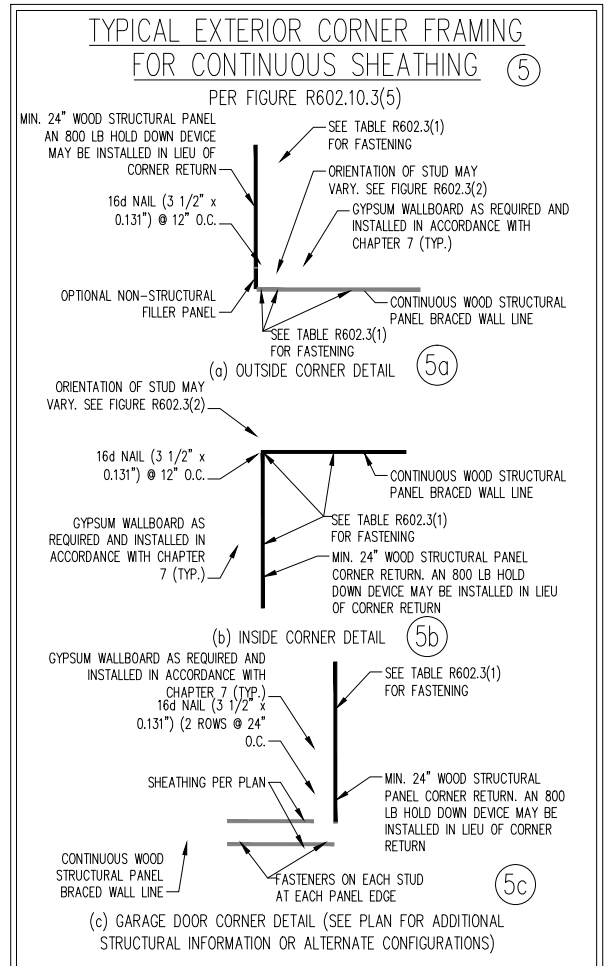 TYPICAL EXTERIOR CORNER FRAMING
FOR CONTINUOUS SHEATHING
5
PER FIGURE R602.10.3(5)
MIN. 24" WOOD STRUCTURAL PANEL
AN 800 LB HOLD DOWN DEVICE
MAY BE INSTALLED IN LIEU OF
CORNER RETURN
SEE TABLE R602.3(1)
FOR FASTENING
ORIENTATION OF STUD MAY
VARY. SEE FIGURE R602.3(2)
16d NAIL (3 1/2" x
0.131") @ 12" O.C.
GYPSUM WALLBOARD AS REQUIRED AND
INSTALLED IN ACCORDANCE WITH
CHAPTER 7 (TYP.)
OPTIONAL NON-STRUCTURAL
FILLER PANEL
CONTINUOUS WOOD STRUCTURAL
PANEL BRACED WALL LINE
SEE TABLE R602.3(1)
FOR FASTENING
(a) OUTSIDE CORNER DETAIL
5a
ORIENTATION OF STUD MAY
VARY. SEE FIGURE R602.3(2)
16d NAIL (3 1/2" x
0.131") @ 12" O.C.
CONTINUOUS WOOD STRUCTURAL
PANEL BRACED WALL LINE
GYPSUM WALLBOARD AS
REQUIRED AND INSTALLED IN
ACCORDANCE WITH CHAPTER
7 (TYP.)
SEE TABLE R602.3(1)
FOR FASTENING
MIN. 24" WOOD STRUCTURAL PANEL
CORNER RETURN. AN 800 LB HOLD
DOWN DEVICE MAY BE INSTALLED IN LIEU
OF CORNER RETURN
(b) INSIDE CORNER DETAIL
5b
GYPSUM WALLBOARD AS REQUIRED AND
INSTALLED IN ACCORDANCE WITH
CHAPTER 7 (TYP.)
16d NAIL (3 1/2" x
0.131") (2 ROWS @ 24"
O.C.
SEE TABLE R602.3(1)
FOR FASTENING
SHEATHING PER PLAN
MIN. 24" WOOD STRUCTURAL
PANEL CORNER RETURN. AN 800
LB HOLD DOWN DEVICE MAY BE
INSTALLED IN LIEU OF CORNER
RETURN
CONTINUOUS WOOD
STRUCTURAL PANEL
BRACED WALL LINE
FASTENERS ON EACH STUD
AT EACH PANEL EDGE
5c
(c) GARAGE DOOR CORNER DETAIL (SEE PLAN FOR ADDITIONAL
STRUCTURAL INFORMATION OR ALTERNATE CONFIGURATIONS)